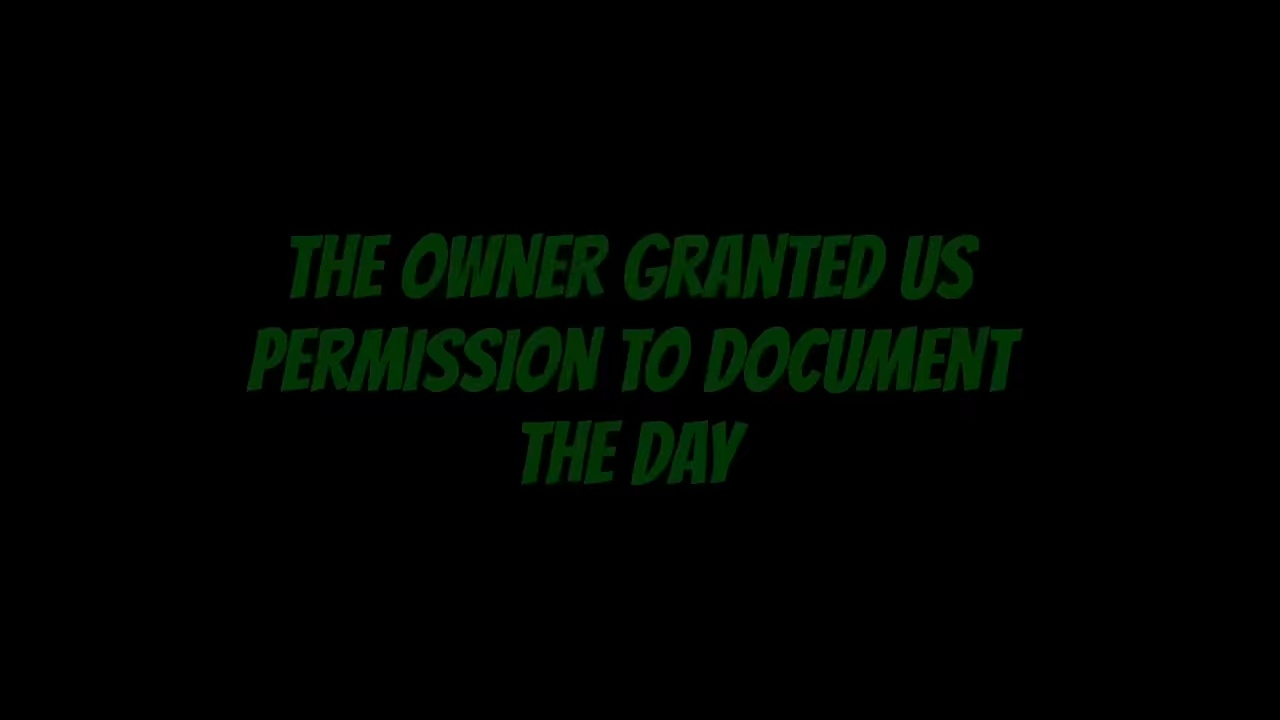 THE OWNER GRANTED US
PERMISSION TO DOCUMENT
THE DAY